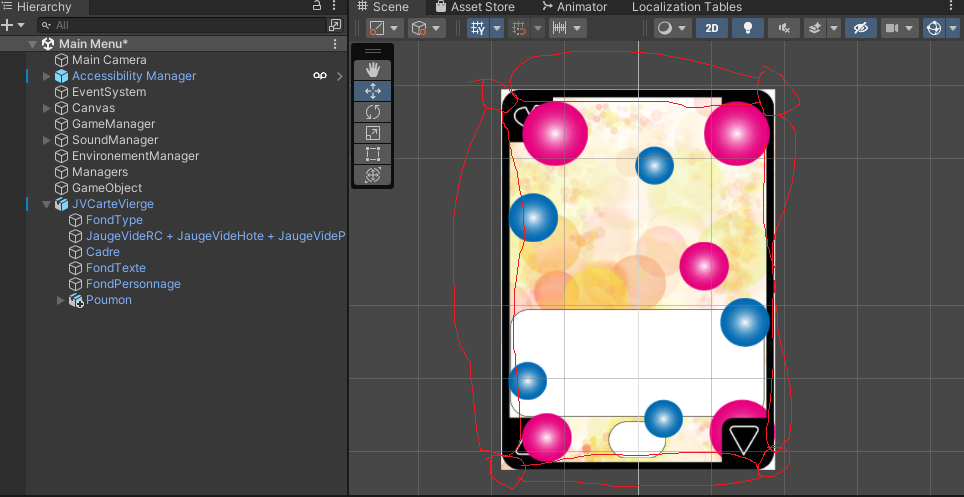 Hierarchy
Scene
Asset Store
Animator
Localization Tables
All
2D
Main Menu*
Main Camera
Accessibility Manager
EventSystem
Canvas
GameManager
SoundManager
EnvironementManager
Managers
GameObject
JVCarteVierge
FondType
JaugeVideRC + JaugeVideHote + JaugeVideP
Cadre
FondTexte
FondPersonnage
Poumon